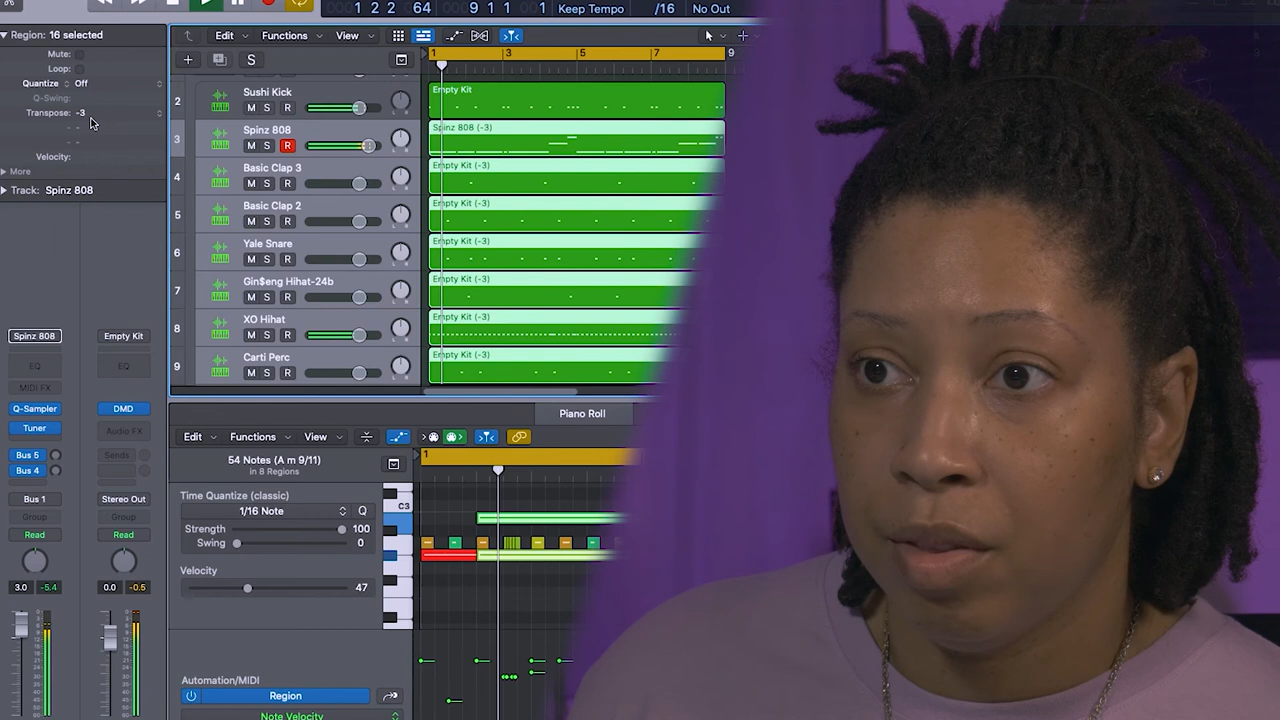 1 2 2 64
9 1 1 001
Keep Tempo
/16
No Out
Region: 16 selected
Edit
Functions
View
Mute:
Loop:
Quantize
Off
Q-Swing:
Transpose: -3
Velocity:
More
Track: Spinz 808
S
1
3
5
7
9
2
Sushi Kick
M S R
Empty Kit
3
Spinz 808
M S R
Spinz 808 (-3)
4
Basic Clap 3
M S R
Empty Kit (-3)
5
Basic Clap 2
M S R
Empty Kit (-3)
6
Yale Snare
M S R
Empty Kit (-3)
7
Gin$eng Hihat-24b
M S R
Empty Kit (-3)
8
XO Hihat
M S R
Empty Kit (-3)
9
Carti Perc
M S R
Empty Kit (-3)
Spinz 808
Empty Kit
EQ
EQ
MIDI FX
Q-Sampler
DMD
Tuner
Audio FX
Bus 5
Sends
Bus 4
Bus 1
Stereo Out
Group
Group
Read
Read
3.0
-5.4
0.0
-0.5
Piano Roll
Edit
Functions
View
54 Notes (A m 9/11)
in 8 Regions
1
C3
Time Quantize (classic)
1/16 Note
Q
Strength
100
Swing
0
Velocity
47
Automation/MIDI
Region
Note Velocity